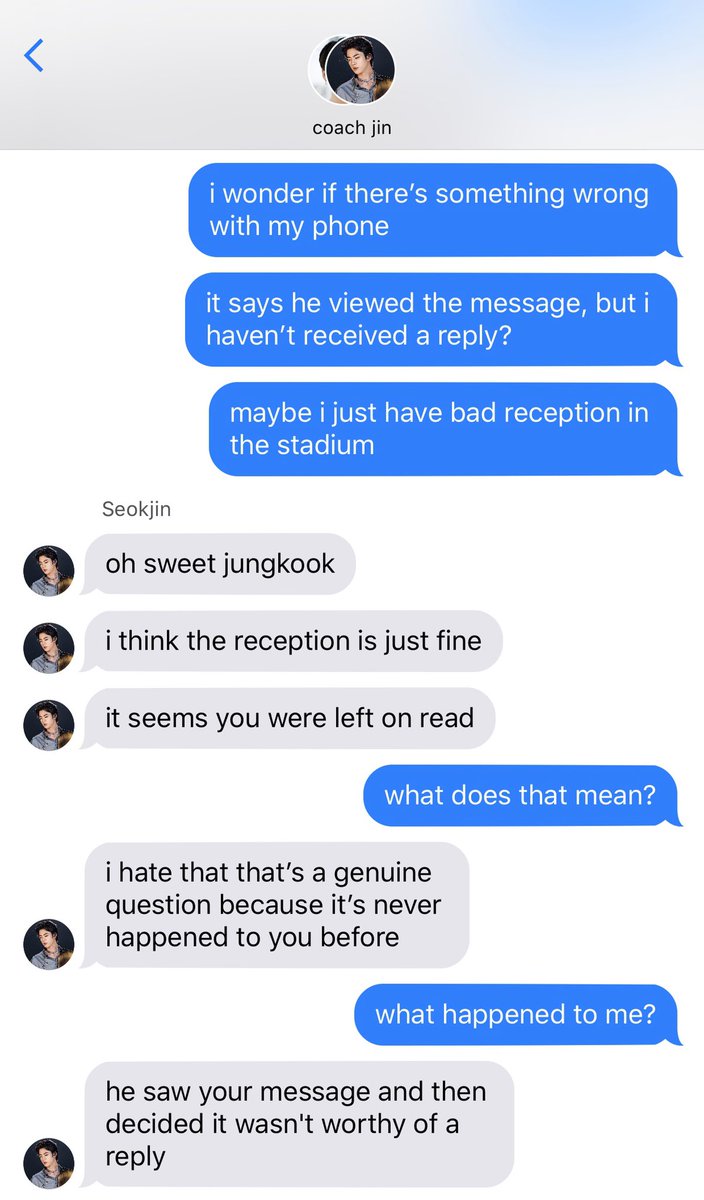 coach jin
i wonder if there’s something wrong
with my phone
it says he viewed the message, but i
haven’t received a reply?
maybe i just have bad reception in
the stadium
Seokjin
oh sweet jungkook
i think the reception is just fine
it seems you were left on read
what does that mean?
i hate that that’s a genuine
question because it’s never
happened to you before
what happened to me?
he saw your message and then
decided it wasn't worthy of a
reply